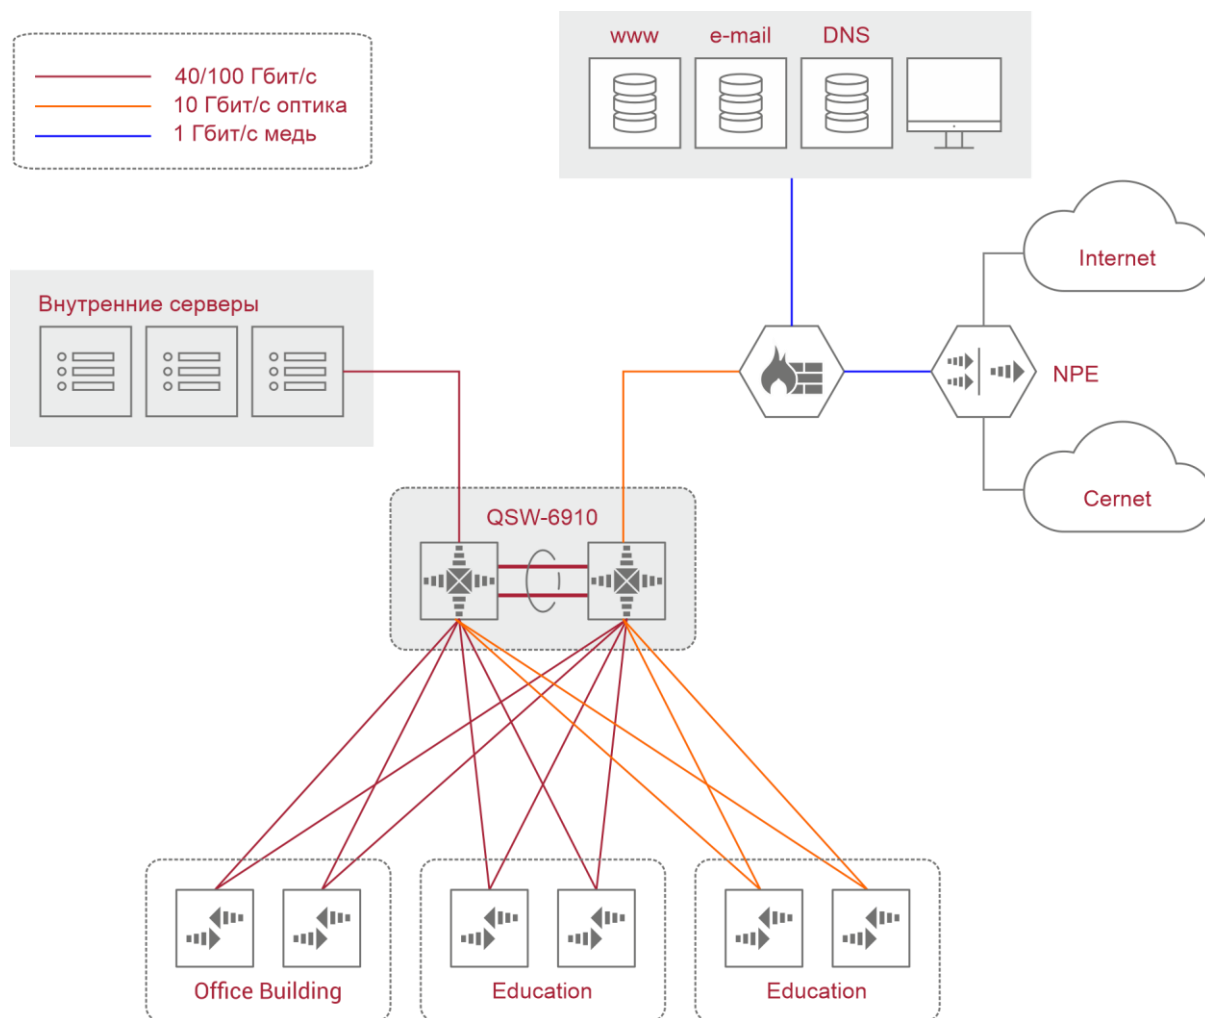 40/100 Гбит/с
10 Гбит/с оптика
1 Гбит/с медь
www e-mail DNS
Internet
Внутренние серверы
NPE
Cernet
QSW-6910
Office Building
Education
Education